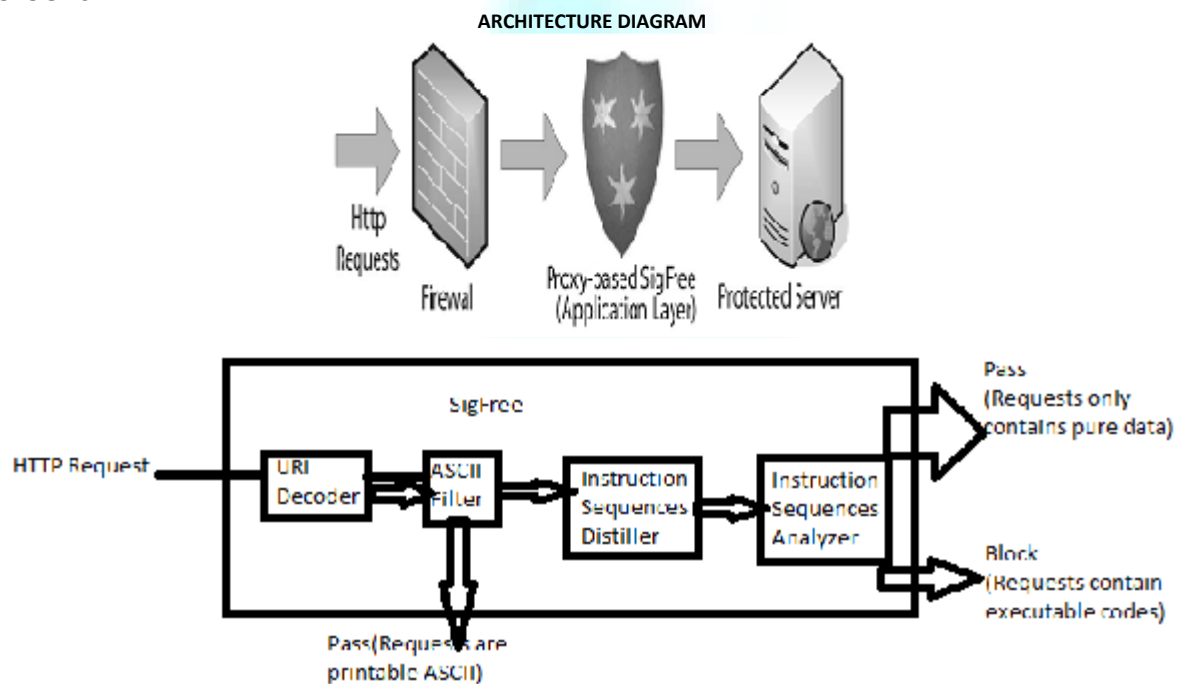 ARCHITECTURE DIAGRAM
Http
Requests
Firewal
Proxy-based SigFree
(Application Layer)
Protected Server
SigFree
HTTP Request
URI
Decoder
ASCII
Filter
Instruction
Sequences
Distiller
Instruction
Sequences
Analyzer
Pass
(Requests only
contains pure data)
Block
(Requests contain
executable codes)
Pass(Requests are
printable ASCII)